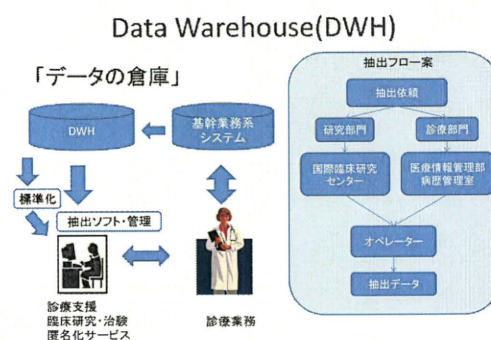 Data Warehouse(DWH)
「データの倉庫」
DWH
基幹業務系
システム
標準化
抽出ソフト・管理
診療支援
臨床研究・治験
匿名化サービス
診療業務
抽出フロー案
抽出依頼
研究部門
診療部門
国際臨床研究
センター
医療情報管理部
病歴管理室
オペレーター
抽出データ